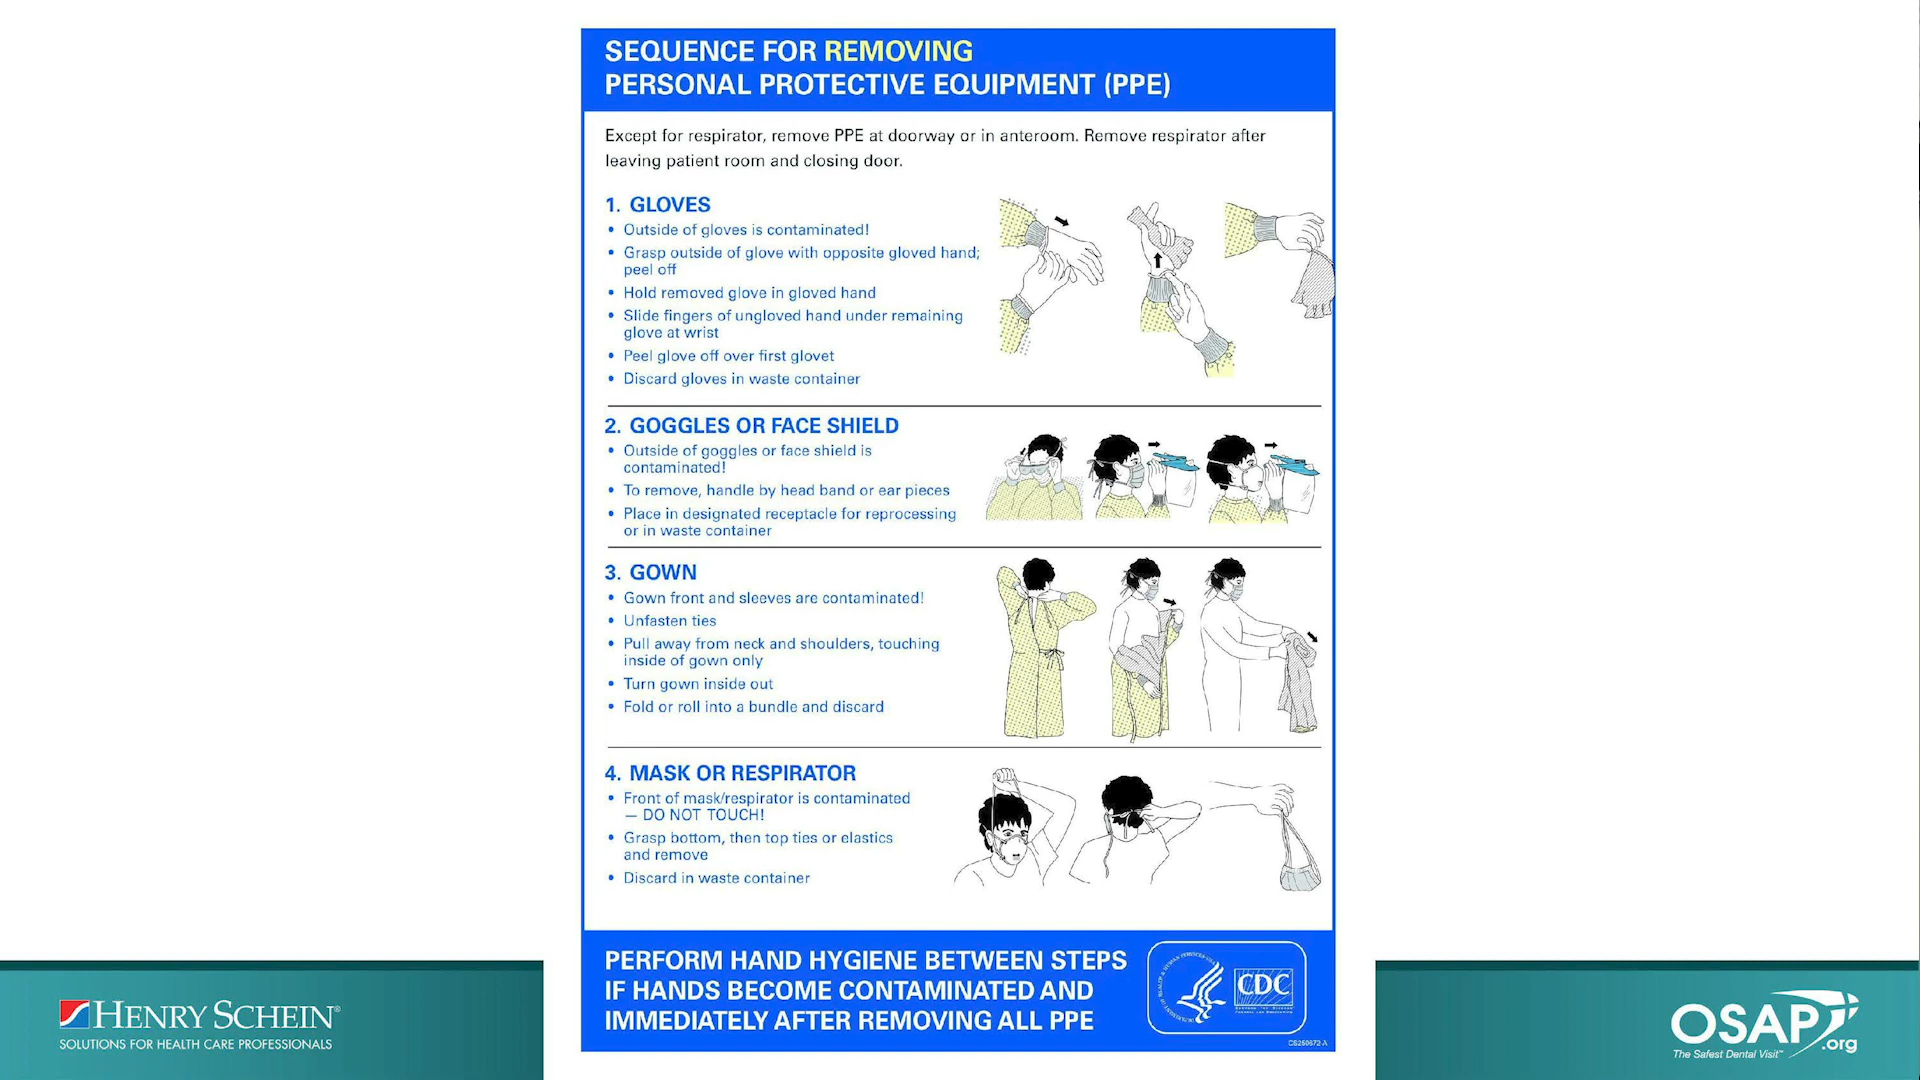 SEQUENCE FOR REMOVING
PERSONAL PROTECTIVE EQUIPMENT (PPE)
Except for respirator, remove PPE at doorway or in anteroom. Remove respirator after
leaving patient room and closing door.
1. GLOVES
• Outside of gloves is contaminated!
• Grasp outside of glove with opposite gloved hand;
peel off
• Hold removed glove in gloved hand
• Slide fingers of ungloved hand under remaining
glove at wrist
• Peel glove off over first glovet
• Discard gloves in waste container
2. GOGGLES OR FACE SHIELD
• Outside of goggles or face shield is
contaminated!
• To remove, handle by head band or ear pieces
• Place in designated receptacle for reprocessing
or in waste container
3. GOWN
• Gown front and sleeves are contaminated!
• Unfasten ties
• Pull away from neck and shoulders, touching
inside of gown only
• Turn gown inside out
• Fold or roll into a bundle and discard
4. MASK OR RESPIRATOR
• Front of mask/respirator is contaminated
— DO NOT TOUCH!
• Grasp bottom, then top ties or elastics
and remove
• Discard in waste container
PERFORM HAND HYGIENE BETWEEN STEPS
IF HANDS BECOME CONTAMINATED AND
IMMEDIATELY AFTER REMOVING ALL PPE
CDC
CS250672-A
HENRY SCHEIN®
SOLUTIONS FOR HEALTH CARE PROFESSIONALS
OSAP
.org
The Safest Dental Visit™